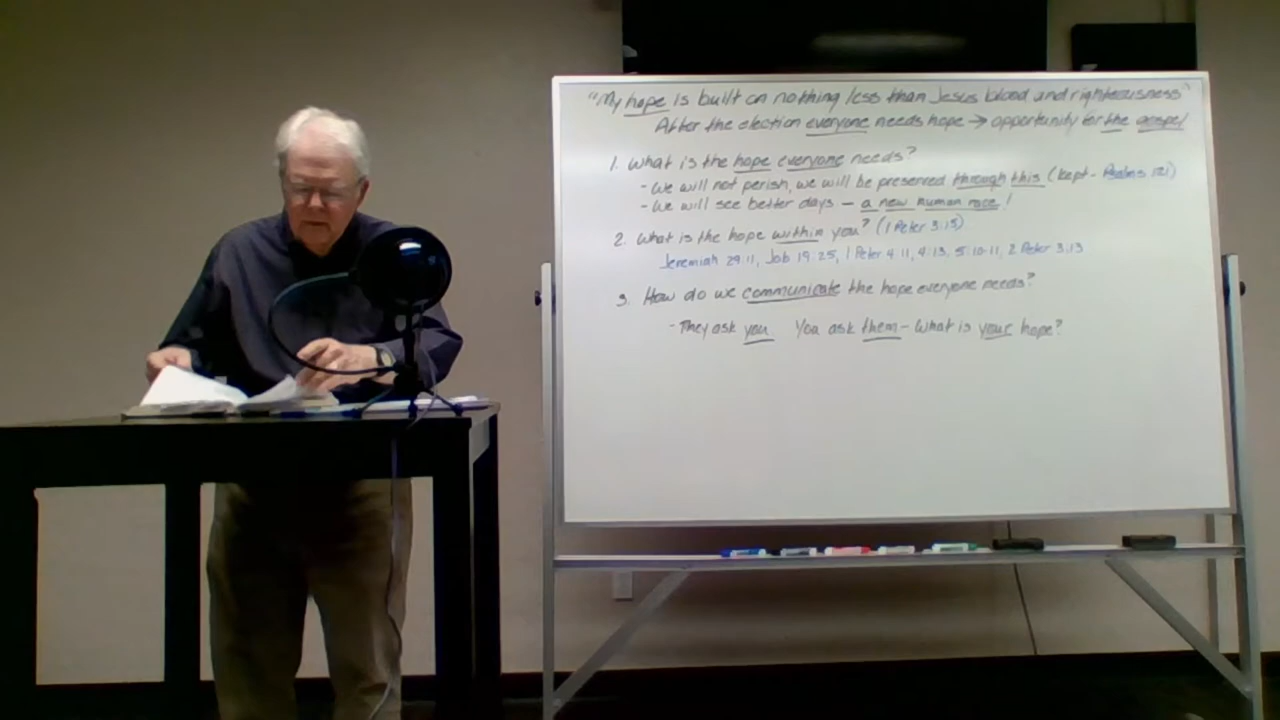 "My hope is built on nothing less than Jesus blood and righteousness"
After the election everyone needs hope → opportunity for the gospel
1. What is the hope everyone needs?
- We will not perish, we will be preserved through this (kept - Psalms 121)
- We will see better days - a new human race!
2. What is the hope within you? (1 Peter 3:15)
Jeremiah 29:11, Job 19:25, 1 Peter 4:11, 4:13, 5:10-11, 2 Peter 3:13
3. How do we communicate the hope everyone needs?
- They ask you You ask them - What is your hope?